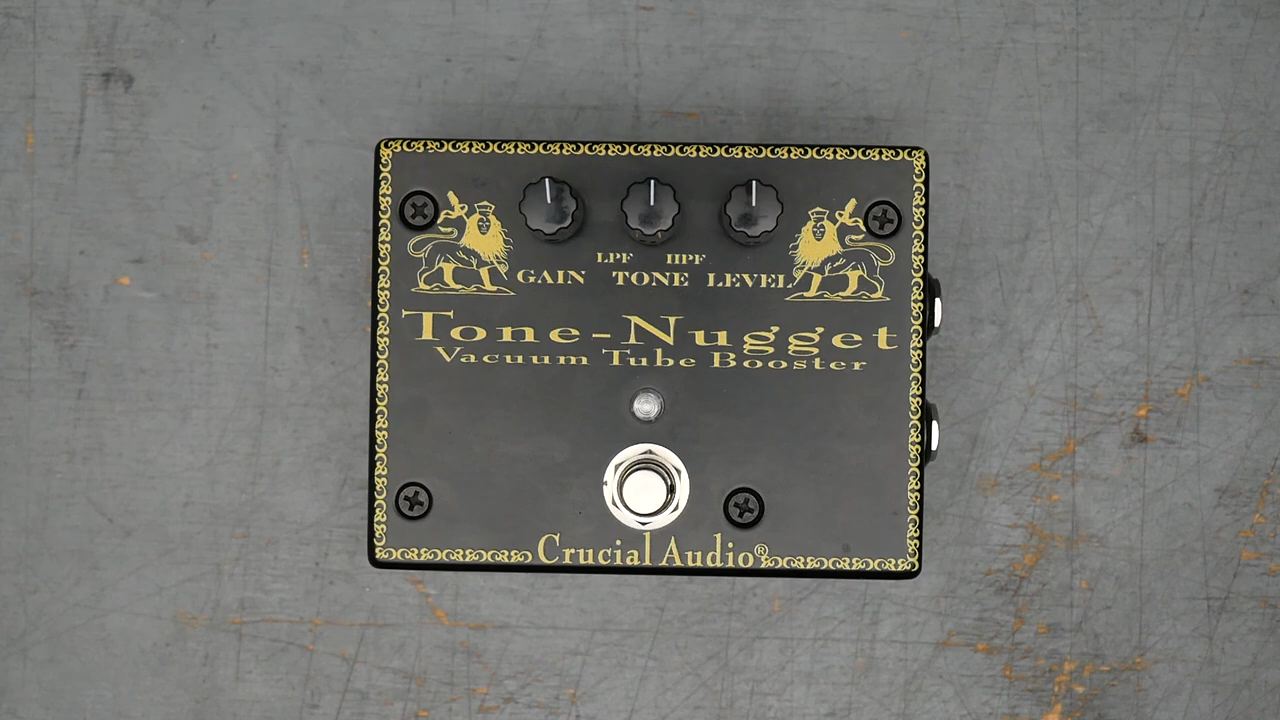 LPF HPF
GAIN TONE LEVEL
Tone-Nugget
Vacuum Tube Booster
Crucial Audio®